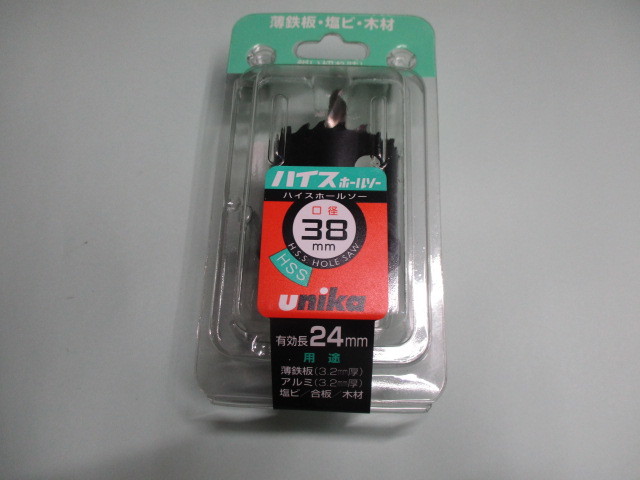 薄鉄板・塩ビ・木材
ハイスホールソー
ハイスホールソー
口径
38
mm
HSS HOLE SAW
HSS
unika
有効長24mm
用途
薄鉄板(3.2mm厚)
アルミ(3.2mm厚)
塩ビ/合板/木材